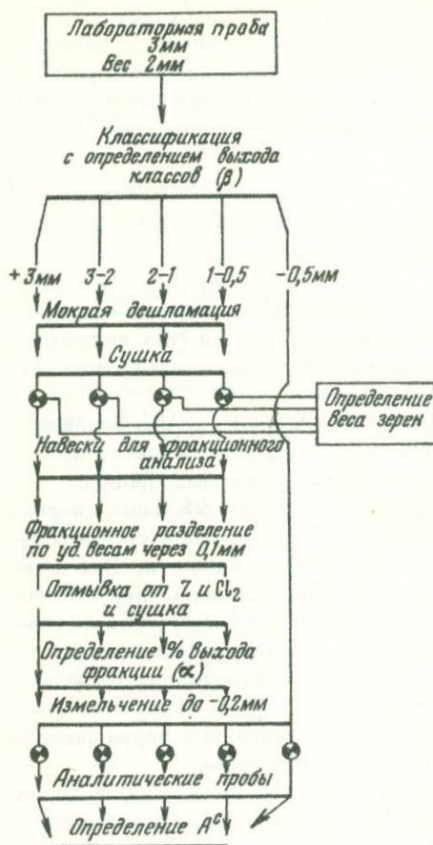 Лабораторная проба
3мм
Вес 2мм
Классификация
с определением выхода
классов (β)
+3мм 3-2 2-1 1-0,5 -0,5мм
Мокрая дешламация
Сушка
Определение
веса зерен
Навески для фракционного
анализа
Фракционное разделение
по уд. весам через 0,1мм
Отмывка от Z и Cl2
и сушка
Определение % выхода
фракции (α)
Измельчение до -0,2мм
Аналитические пробы
Определение Aᶜ